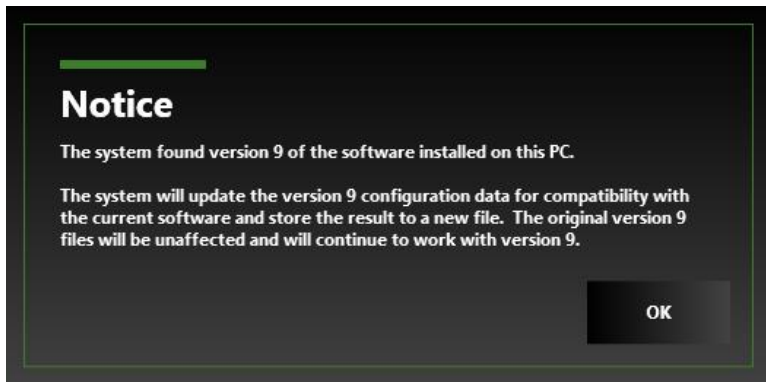 Notice
The system found version 9 of the software installed on this PC.
The system will update the version 9 configuration data for compatibility with
the current software and store the result to a new file.  The original version 9
files will be unaffected and will continue to work with version 9.
OK